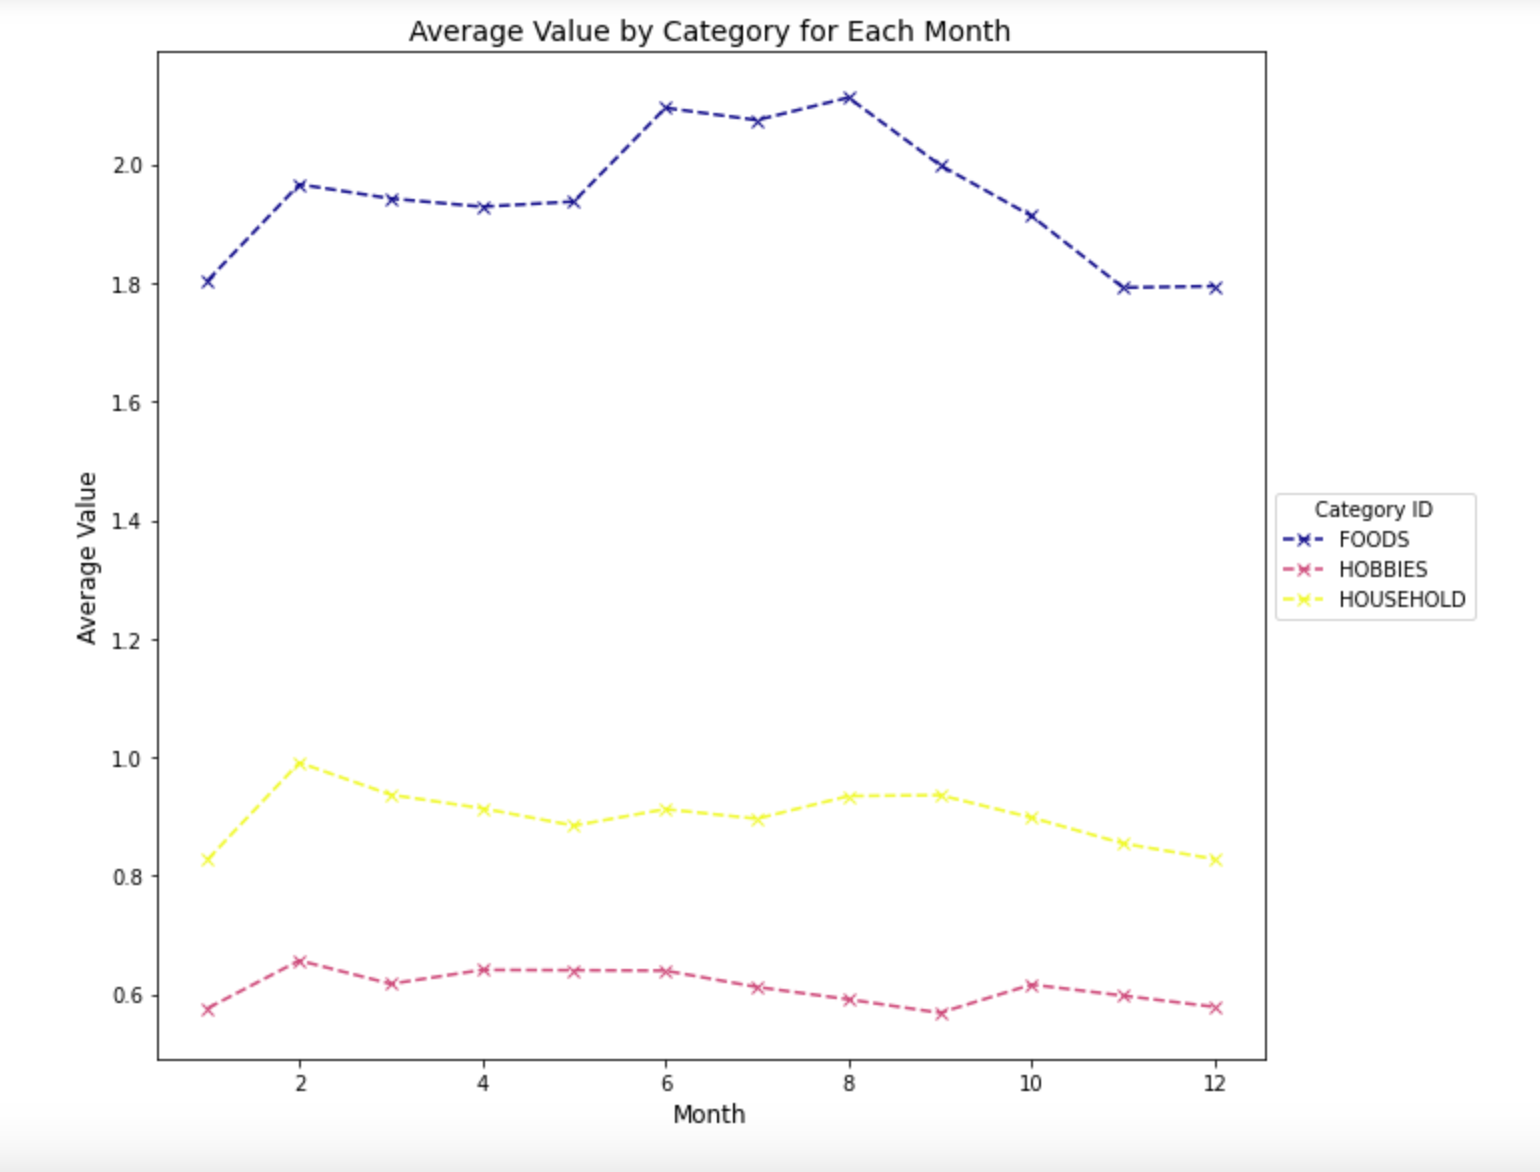 Average Value by Category for Each Month
2.0
1.8
1.6
1.4
1.2
1.0
0.8
0.6
Average Value
2 4 6 8 10 12
Month
Category ID
FOODS
HOBBIES
HOUSEHOLD